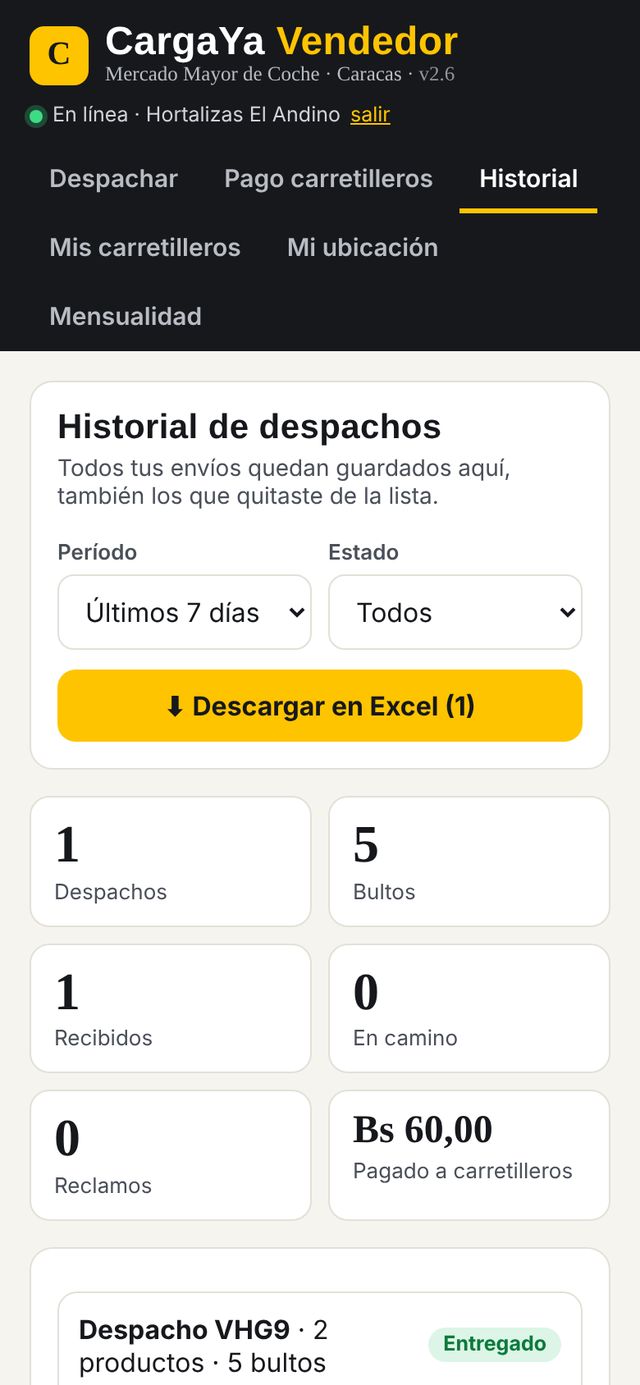 C
CargaYa Vendedor
Mercado Mayor de Coche · Caracas · v2.6
En línea · Hortalizas El Andino salir
Despachar Pago carretilleros Historial
Mis carretilleros Mi ubicación
Mensualidad
Historial de despachos
Todos tus envíos quedan guardados aquí,
también los que quitaste de la lista.
Período Estado
Últimos 7 días Todos
⬇ Descargar en Excel (1)
1 5
Despachos Bultos
1 0
Recibidos En camino
0 Bs 60,00
Reclamos Pagado a carretilleros
Despacho VHG9 · 2 Entregado
productos · 5 bultos